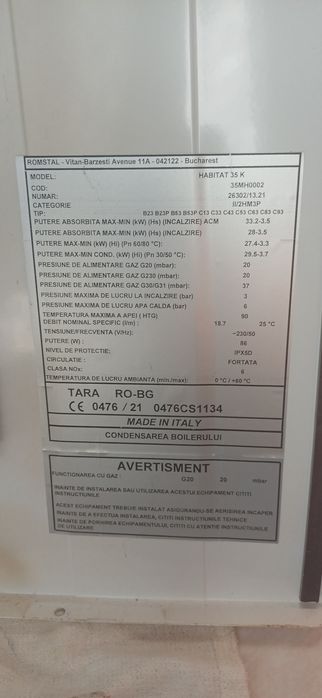 ROMSTAL - Vitan-Barzesti Avenue 11A - 042122 - Bucharest
MODEL: HABITAT 35 K
COD: 35MH0002
NUMAR: 26302/13.21
CATEGORIE II/2HM3P
TIP: B23 B23P B53 B53P C13 C33 C43 C53 C63 C83 C93
PUTERE ABSORBITA MAX-MIN (kW) (Hs) (INCALZIRE) ACM 33.2-3.5
PUTERE ABSORBITA MAX-MIN (kW) (Hs) (INCALZIRE) 28-3.5
PUTERE MAX-MIN (kW) (Hi) (Pn 60/80 °C): 27.4-3.3
PUTERE MAX-MIN COND. (kW) (Hi) (Pn 30/50 °C): 29.5-3.7
PRESIUNE DE ALIMENTARE GAZ G20 (mbar): 20
PRESIUNE DE ALIMENTARE GAZ G230 (mbar): 20
PRESIUNE DE ALIMENTARE GAZ G30/G31 (mbar): 37
PRESIUNE MAXIMA DE LUCRU LA INCALZIRE (bar) 3
PRESIUNE MAXIMA DE LUCRU APA CALDA (bar) 6
TEMPERATURA MAXIMA A APEI ( HTG) 90
DEBIT NOMINAL SPECIFIC (l/m) : 18.7 25 °C
TENSIUNE/FRECVENTA (V/Hz): ~230/50
PUTERE (W) : 86
NIVEL DE PROTECTIE: IPX5D
CIRCULATIE : FORTATA
CLASA NOx: 6
TEMPERATURA DE LUCRU AMBIANTA (min./max): 0 °C / +60 °C
TARA RO-BG
CE 0476 / 21 0476CS1134
MADE IN ITALY
CONDENSAREA BOILERULUI
AVERTISMENT
FUNCTIONAREA CU GAZ : G20 20 mbar
INAINTE DE INSTALAREA SAU UTILIZAREA ACESTUI ECHIPAMENT CITITI
INSTRUCTIUNILE
ACEST ECHIPAMENT TREBUIE INSTALAT ASIGURANDU-SE AERISIREA INCAPER
INAINTE DE A EFECTUA INSTALAREA, CITITI INSTRUCTIUNILE TEHNICE
INAINTE DE PORNIREA ECHIPAMENTULUI, CITITI CU ATENTIE INSTRUCTIUNILE
DE UTILIZARE